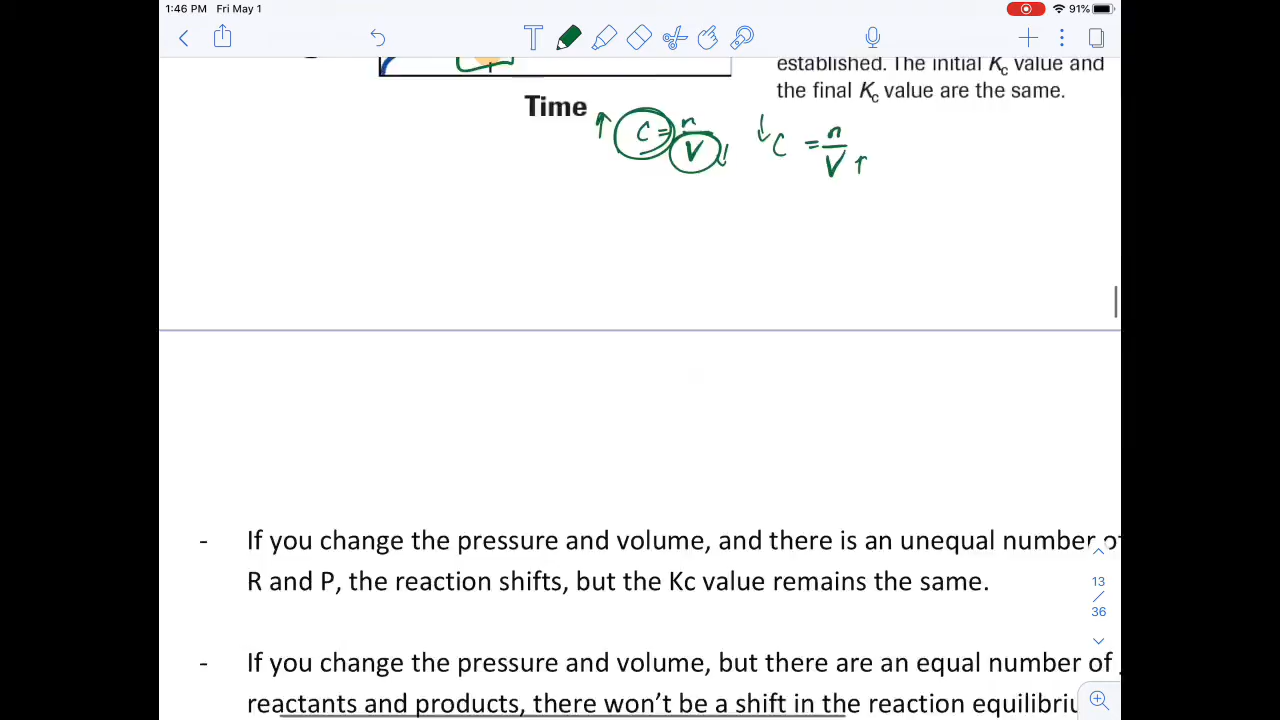 1:46 PM Fri May 1
91%
T
established. The initial Kc value and
the final Kc value are the same.
Time
↑ C = n/V ↓
↓ C = n/V ↑
- If you change the pressure and volume, and there is an unequal number of
R and P, the reaction shifts, but the Kc value remains the same.
13
/
36
- If you change the pressure and volume, but there are an equal number of
reactants and products, there won't be a shift in the reaction